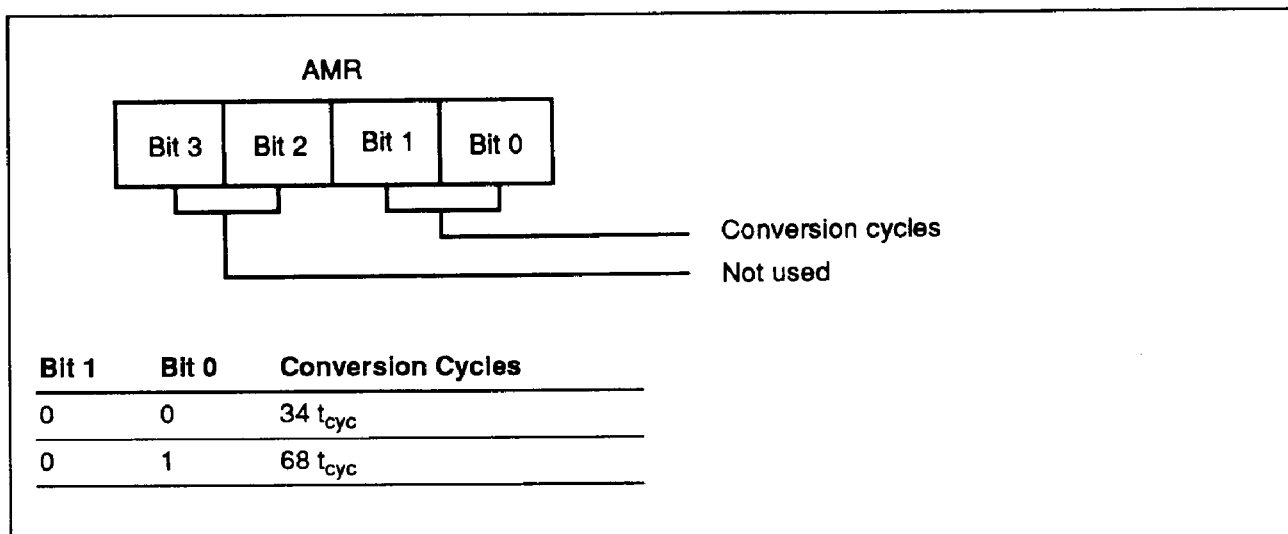 AMR
Bit 3 Bit 2 Bit 1 Bit 0
Conversion cycles
Not used
Bit 1 Bit 0 Conversion Cycles
0 0 34 tcyc
0 1 68 tcyc